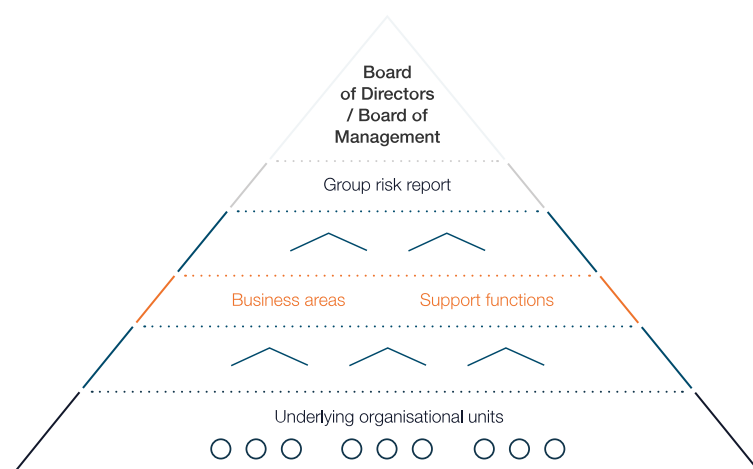 Board
of Directors
/ Board of
Management
Group risk report
Business areas
Support functions
Underlying organisational units